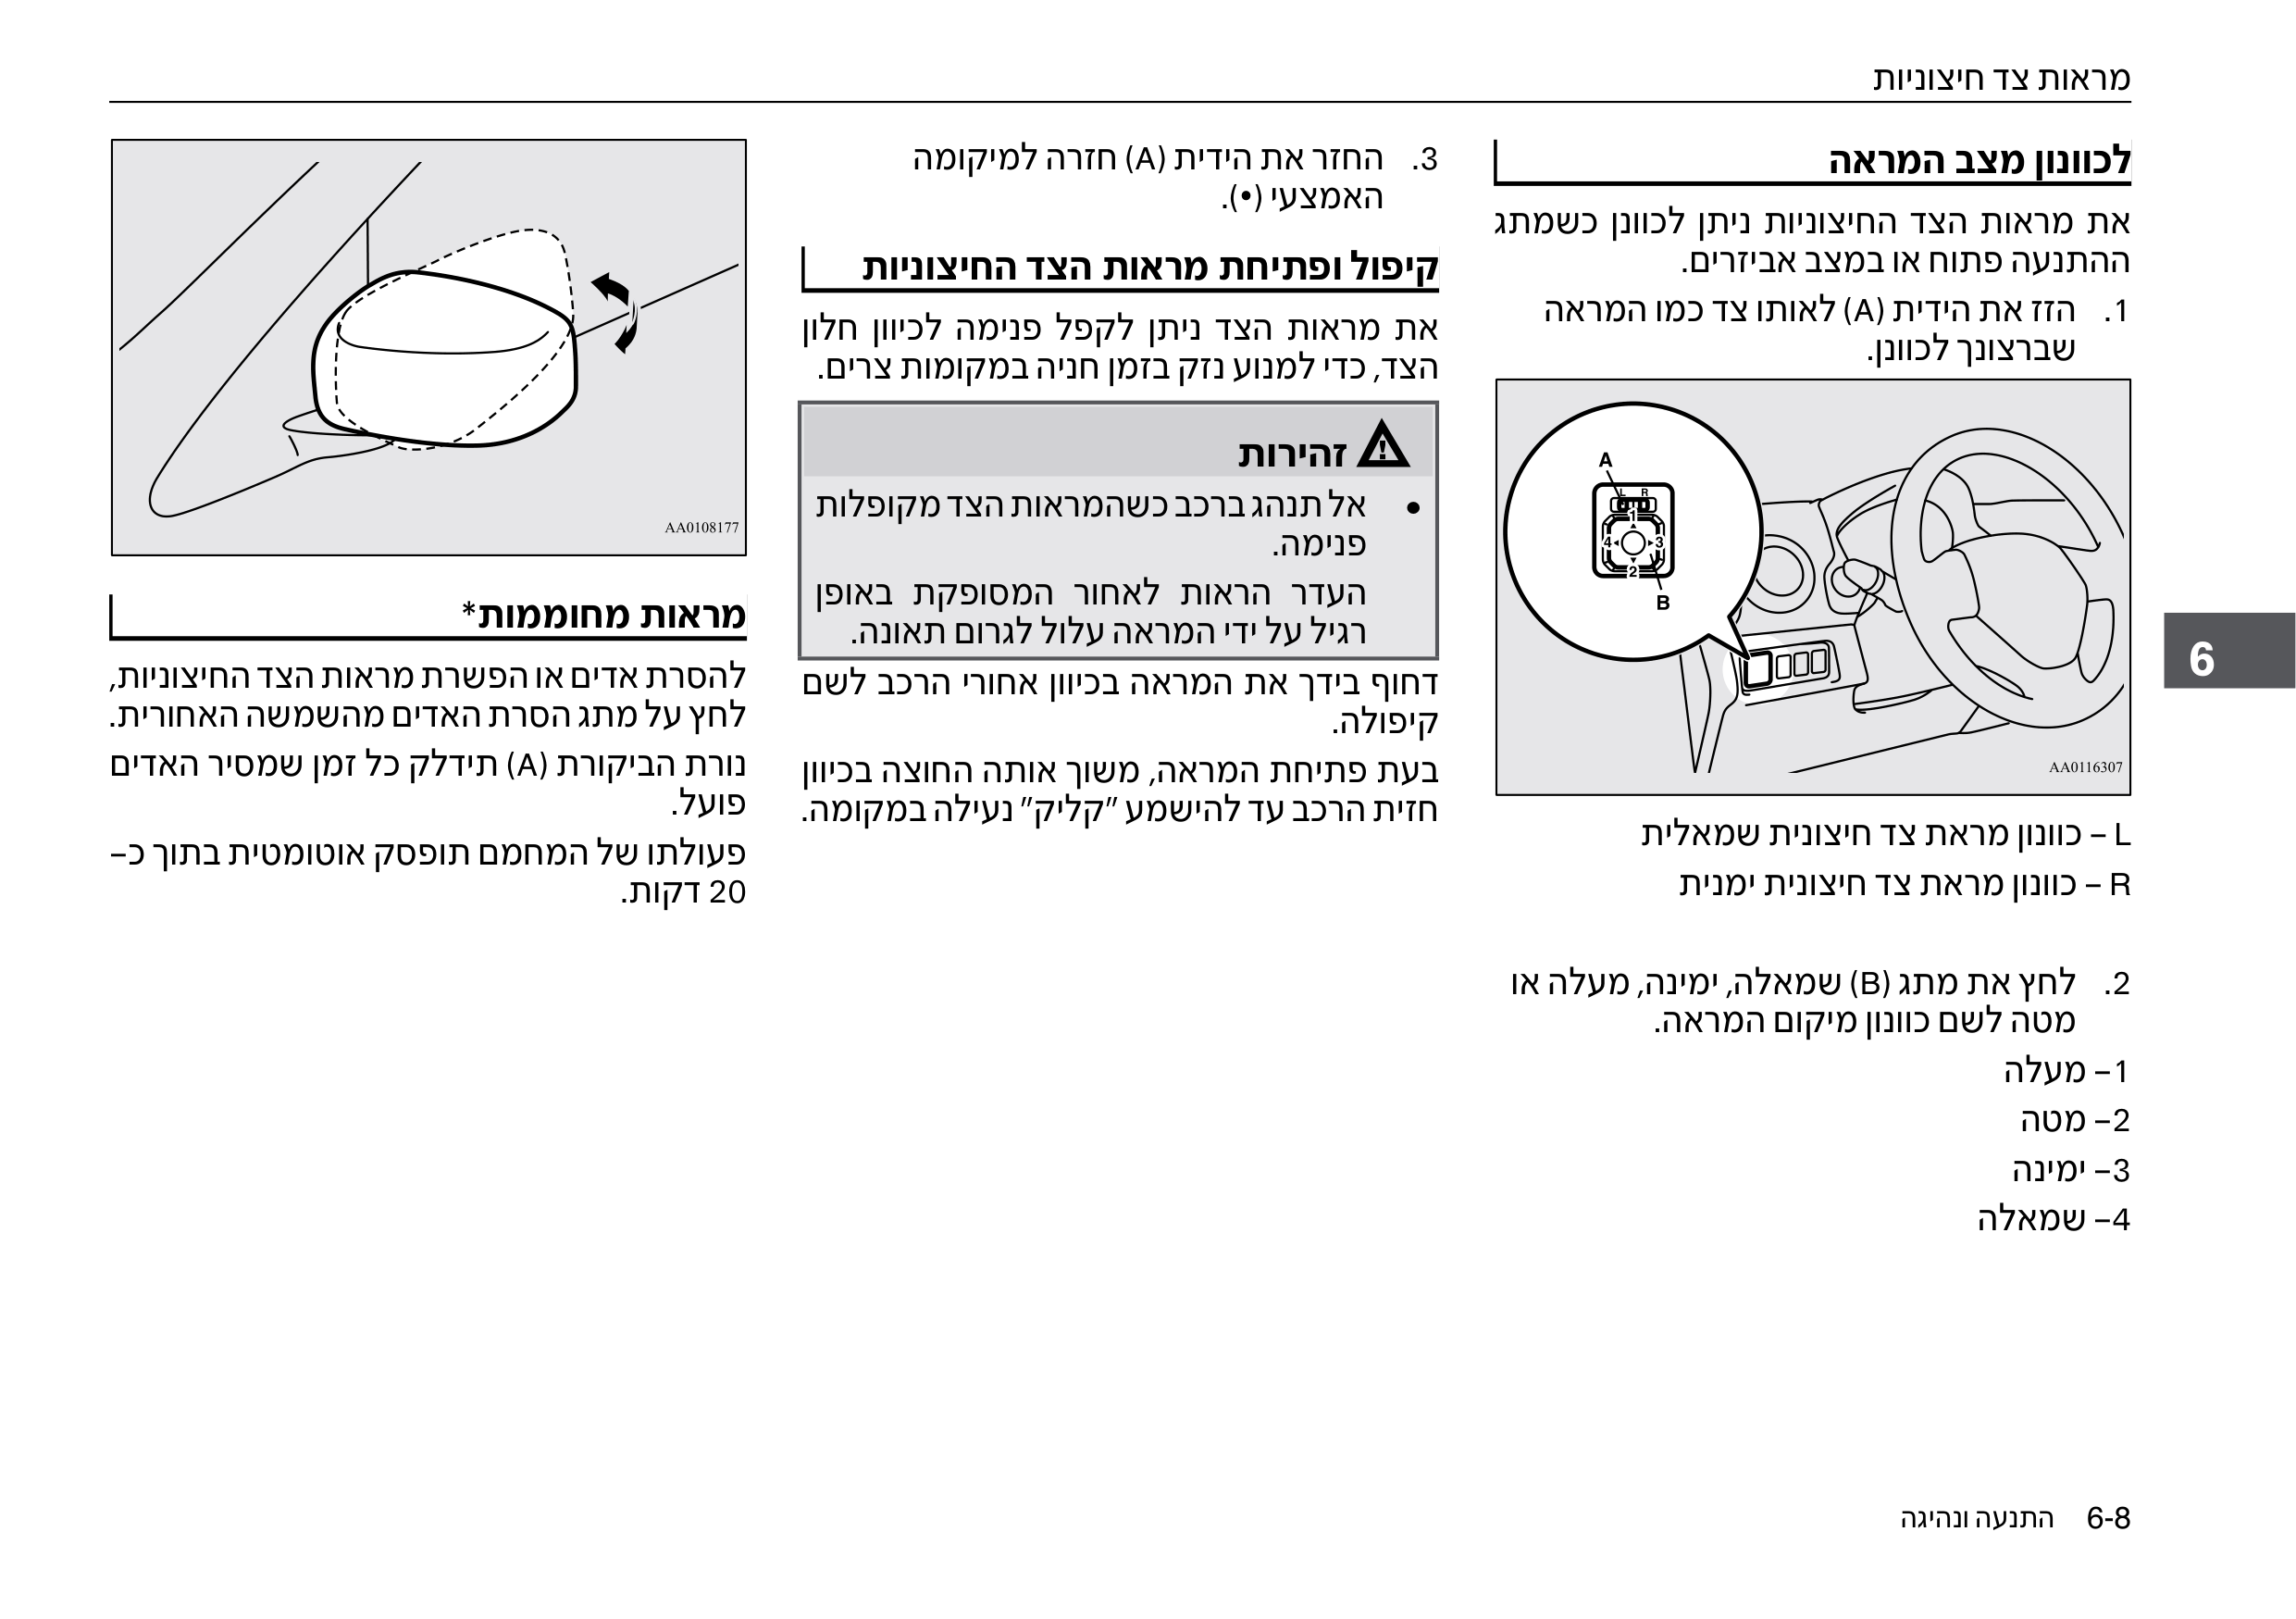 מראות צד חיצוניות
לכוונון מצב המראה
את מראות הצד החיצוניות ניתן לכוונן כשמתג
ההתנעה פתוח או במצב אביזרים.
1. הזז את הידית (A) לאותו צד כמו המראה
שברצונך לכוונן.
A
L R
1
4 3
2
B
AA0116307
L – כוונון מראת צד חיצונית שמאלית
R – כוונון מראת צד חיצונית ימנית
2. לחץ את מתג (B) שמאלה, ימינה, מעלה או
מטה לשם כוונון מיקום המראה.
1– מעלה
2– מטה
3– ימינה
4– שמאלה
3. החזר את הידית (A) חזרה למיקומה
האמצעי (•).
קיפול ופתיחת מראות הצד החיצוניות
את מראות הצד ניתן לקפל פנימה לכיוון חלון
הצד, כדי למנוע נזק בזמן חניה במקומות צרים.
זהירות
• אל תנהג ברכב כשהמראות הצד מקופלות
פנימה.
העדר הראות לאחור המסופקת באופן
רגיל על ידי המראה עלול לגרום תאונה.
דחוף בידך את המראה בכיוון אחורי הרכב לשם
קיפולה.
בעת פתיחת המראה, משוך אותה החוצה בכיוון
חזית הרכב עד להישמע "קליק" נעילה במקומה.
AA0108177
מראות מחוממות*
להסרת אדים או הפשרת מראות הצד החיצוניות,
לחץ על מתג הסרת האדים מהשמשה האחורית.
נורת הביקורת (A) תידלק כל זמן שמסיר האדים
פועל.
פעולתו של המחמם תופסק אוטומטית בתוך כ–
20 דקות.
6
6-8 התנעה ונהיגה